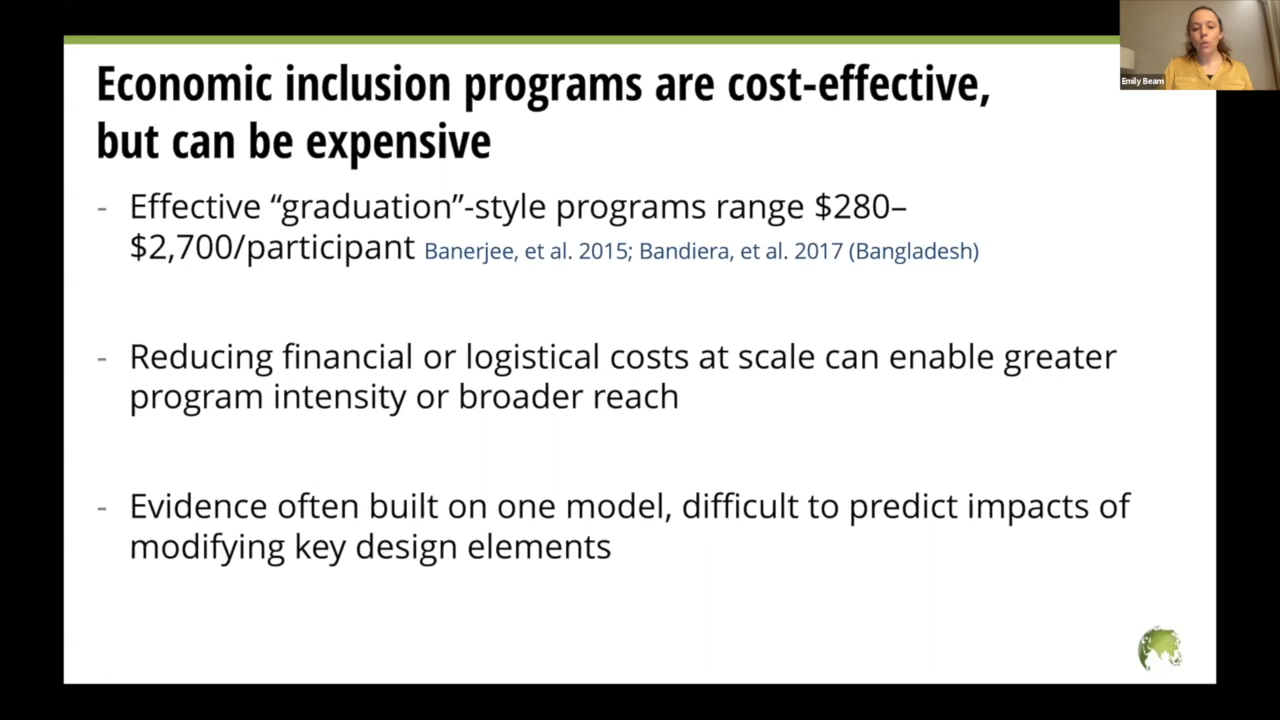 Economic inclusion programs are cost-effective,
but can be expensive
- Effective “graduation”-style programs range $280–
$2,700/participant Banerjee, et al. 2015; Bandiera, et al. 2017 (Bangladesh)
- Reducing financial or logistical costs at scale can enable greater
program intensity or broader reach
- Evidence often built on one model, difficult to predict impacts of
modifying key design elements
Emily Beam